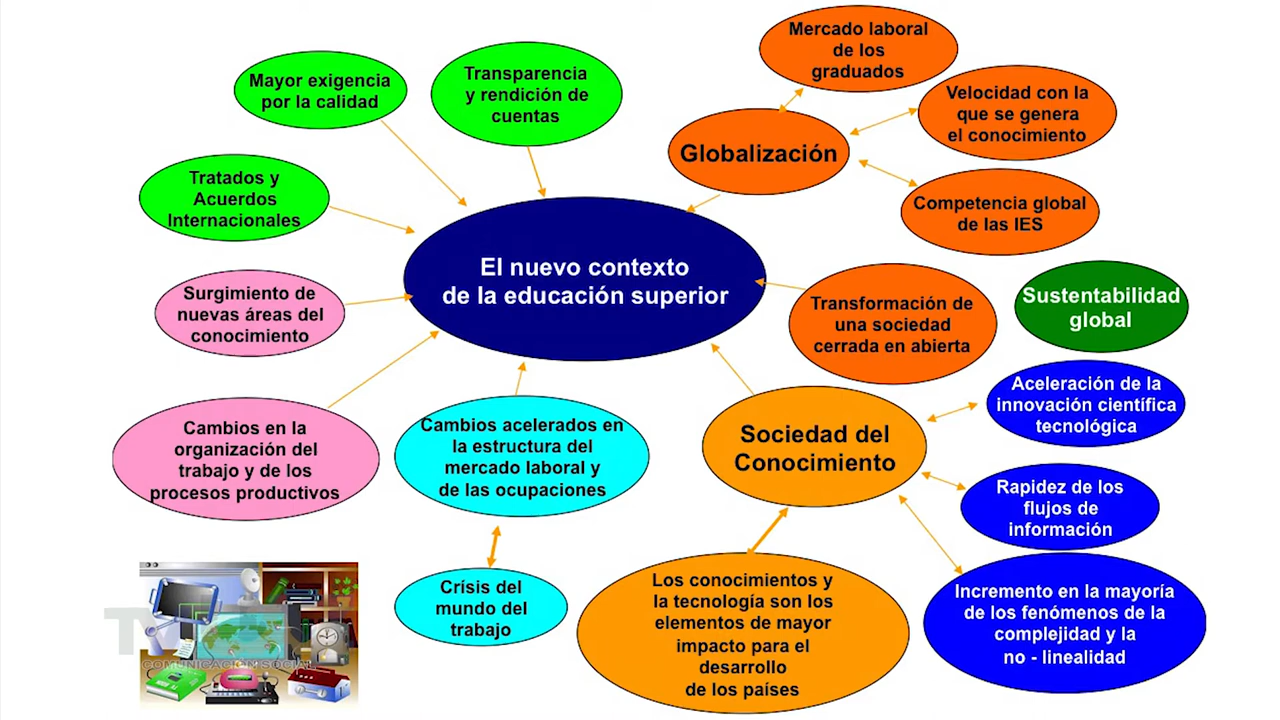 Mercado laboral
de los
graduados
Mayor exigencia
por la calidad
Transparencia
y rendición de
cuentas
Velocidad con la
que se genera
el conocimiento
Globalización
Tratados y
Acuerdos
Internacionales
Competencia global
de las IES
El nuevo contexto
de la educación superior
Surgimiento de
nuevas áreas del
conocimiento
Transformación de
una sociedad
cerrada en abierta
Sustentabilidad
global
Aceleración de la
innovación científica
tecnológica
Cambios en la
organización del
trabajo y de los
procesos productivos
Cambios acelerados en
la estructura del
mercado laboral y
de las ocupaciones
Sociedad del
Conocimiento
Rapidez de los
flujos de
información
Crísis del
mundo del
trabajo
Los conocimientos y
la tecnología son los
elementos de mayor
impacto para el
desarrollo
de los países
Incremento en la mayoría
de los fenómenos de la
complejidad y la
no - linealidad
COMUNICACIÓN SOCIAL